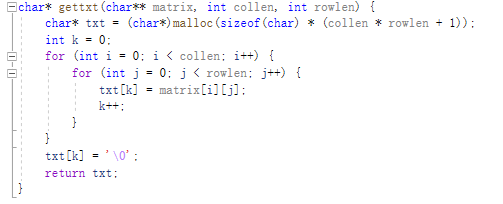 char* gettxt(char** matrix, int collen, int rowlen) {
    char* txt = (char*)malloc(sizeof(char) * (collen * rowlen + 1));
    int k = 0;
    for (int i = 0; i < collen; i++) {
        for (int j = 0; j < rowlen; j++) {
            txt[k] = matrix[i][j];
            k++;
        }
    }
    txt[k] = '\0';
    return txt;
}